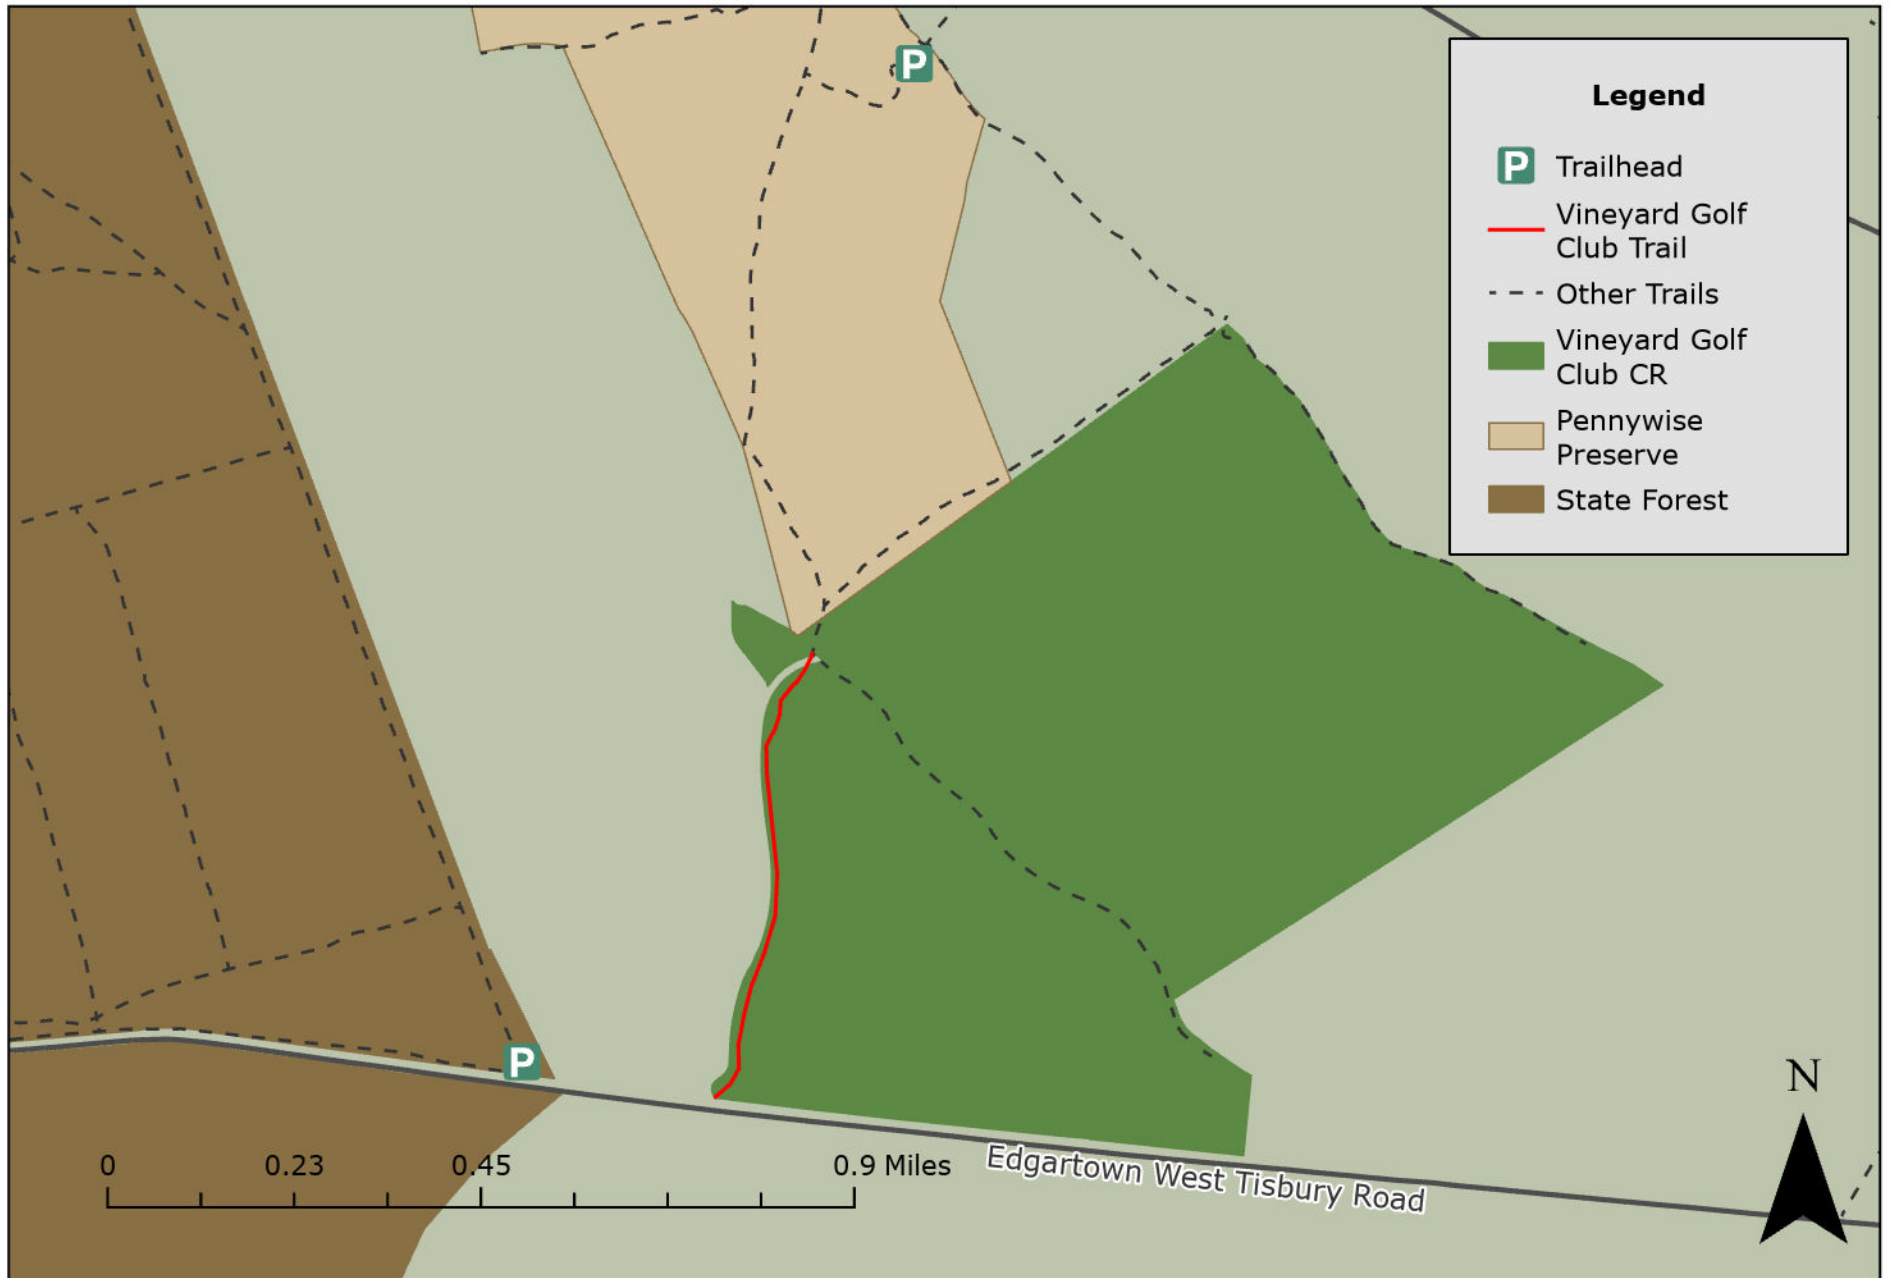 P
Legend
P Trailhead
Vineyard Golf
Club Trail
Other Trails
Vineyard Golf
Club CR
Pennywise
Preserve
State Forest
P
N
0 0.23 0.45 0.9 Miles
Edgartown West Tisbury Road